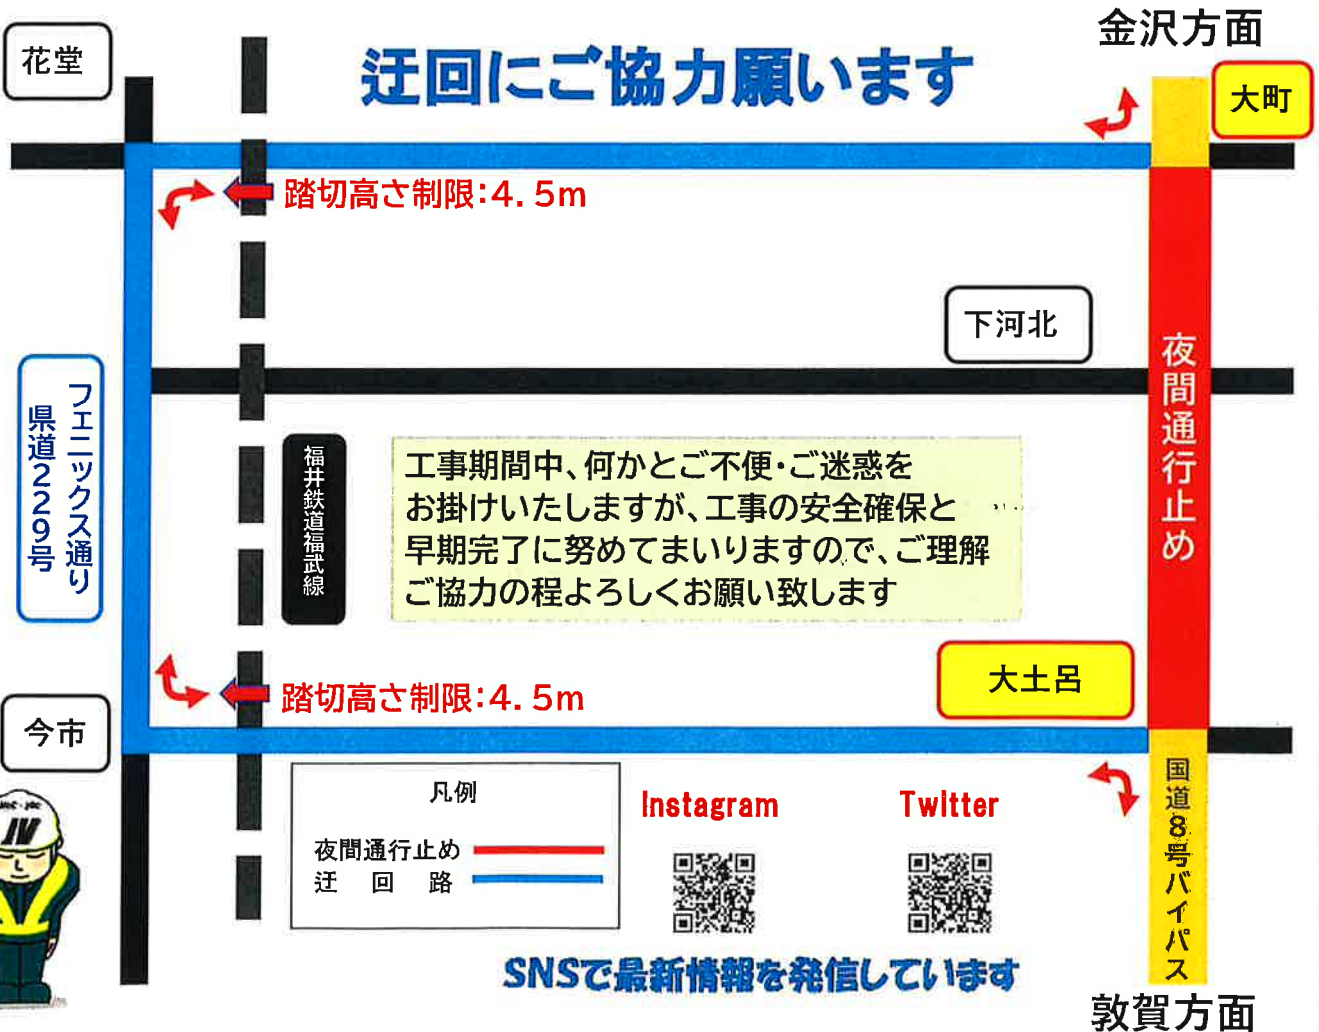 金沢方面
花堂
迂回にご協力願います
大町
踏切高さ制限：4．5m
下河北
夜間通行止め
フェニックス通り
県道229号
福井鉄道福武線
工事期間中、何かとご不便・ご迷惑を
お掛けいたしますが、工事の安全確保と
早期完了に努めてまいりますので、ご理解
ご協力の程よろしくお願い致します
大土呂
踏切高さ制限：4．5m
今市
凡例
夜間通行止め
迂回路
Instagram
Twitter
国道8号バイパス
JV
SNSで最新情報を発信しています
敦賀方面